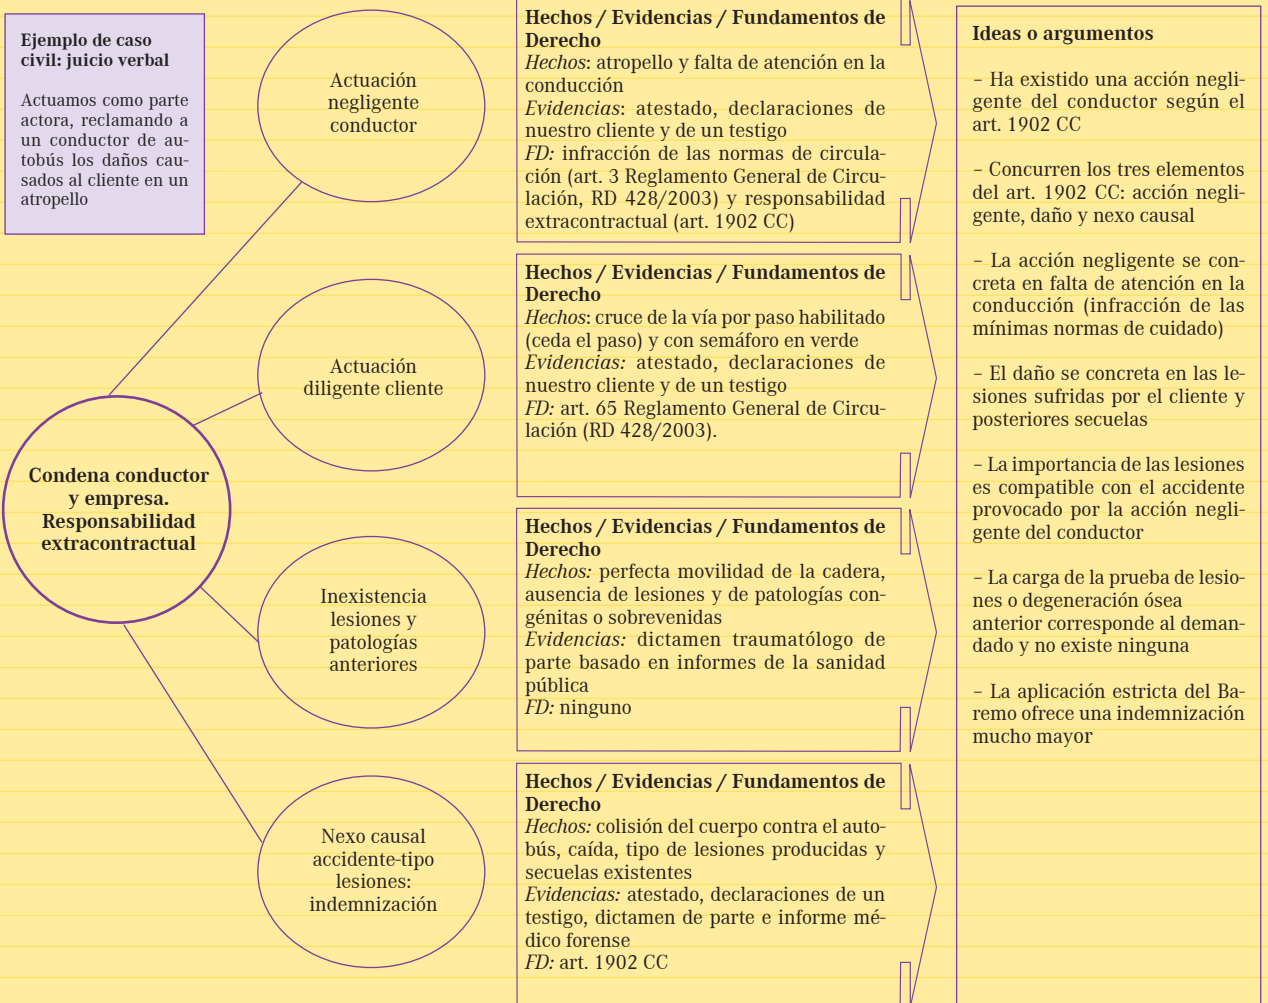 Ejemplo de caso
civil: juicio verbal
Actuamos como parte
actora, reclamando a
un conductor de au-
tobús los daños cau-
sados al cliente en un
atropello
Condena conductor
y empresa.
Responsabilidad
extracontractual
Actuación
negligente
conductor
Hechos / Evidencias / Fundamentos de
Derecho
Hechos: atropello y falta de atención en la
conducción
Evidencias: atestado, declaraciones de
nuestro cliente y de un testigo
FD: infracción de las normas de circula-
ción (art. 3 Reglamento General de Circu-
lación, RD 428/2003) y responsabilidad
extracontractual (art. 1902 CC)
Actuación
diligente cliente
Hechos / Evidencias / Fundamentos de
Derecho
Hechos: cruce de la vía por paso habilitado
(ceda el paso) y con semáforo en verde
Evidencias: atestado, declaraciones de
nuestro cliente y de un testigo
FD: art. 65 Reglamento General de Circu-
lación (RD 428/2003).
Inexistencia
lesiones y
patologías
anteriores
Hechos / Evidencias / Fundamentos de
Derecho
Hechos: perfecta movilidad de la cadera,
ausencia de lesiones y de patologías con-
génitas o sobrevenidas
Evidencias: dictamen traumatólogo de
parte basado en informes de la sanidad
pública
FD: ninguno
Nexo causal
accidente-tipo
lesiones:
indemnización
Hechos / Evidencias / Fundamentos de
Derecho
Hechos: colisión del cuerpo contra el auto-
bús, caída, tipo de lesiones producidas y
secuelas existentes
Evidencias: atestado, declaraciones de un
testigo, dictamen de parte e informe mé-
dico forense
FD: art. 1902 CC
Ideas o argumentos
– Ha existido una acción negli-
gente del conductor según el
art. 1902 CC
– Concurren los tres elementos
del art. 1902 CC: acción negli-
gente, daño y nexo causal
– La acción negligente se con-
creta en falta de atención en la
conducción (infracción de las
mínimas normas de cuidado)
– El daño se concreta en las le-
siones sufridas por el cliente y
posteriores secuelas
– La importancia de las lesiones
es compatible con el accidente
provocado por la acción negli-
gente del conductor
– La carga de la prueba de lesio-
nes o degeneración ósea
anterior corresponde al deman-
dado y no existe ninguna
– La aplicación estricta del Ba-
remo ofrece una indemnización
mucho mayor